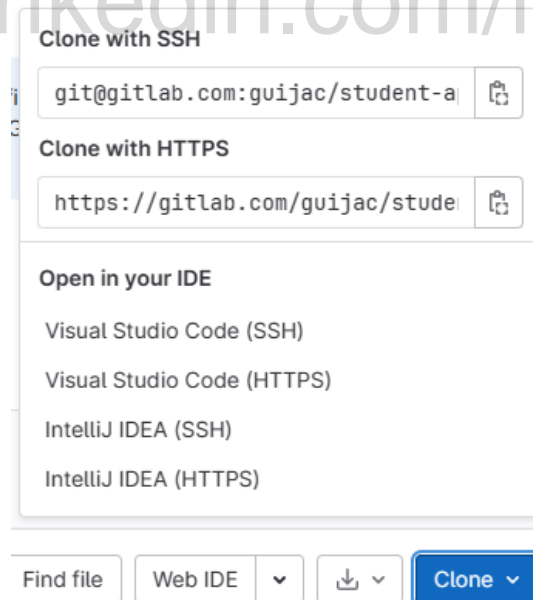 kedin.com/
Clone with SSH
git@gitlab.com:guijac/student-a
Clone with HTTPS
https://gitlab.com/guijac/stude
Open in your IDE
Visual Studio Code (SSH)
Visual Studio Code (HTTPS)
IntelliJ IDEA (SSH)
IntelliJ IDEA (HTTPS)
Find file
Web IDE
Clone